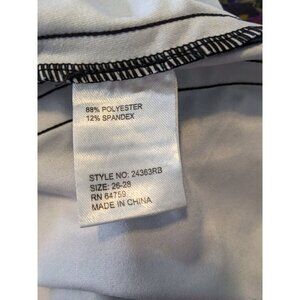 88% POLYESTER
12% SPANDEX
STYLE NO: 24363RB
SIZE: 26-28
RN 64759
MADE IN CHINA